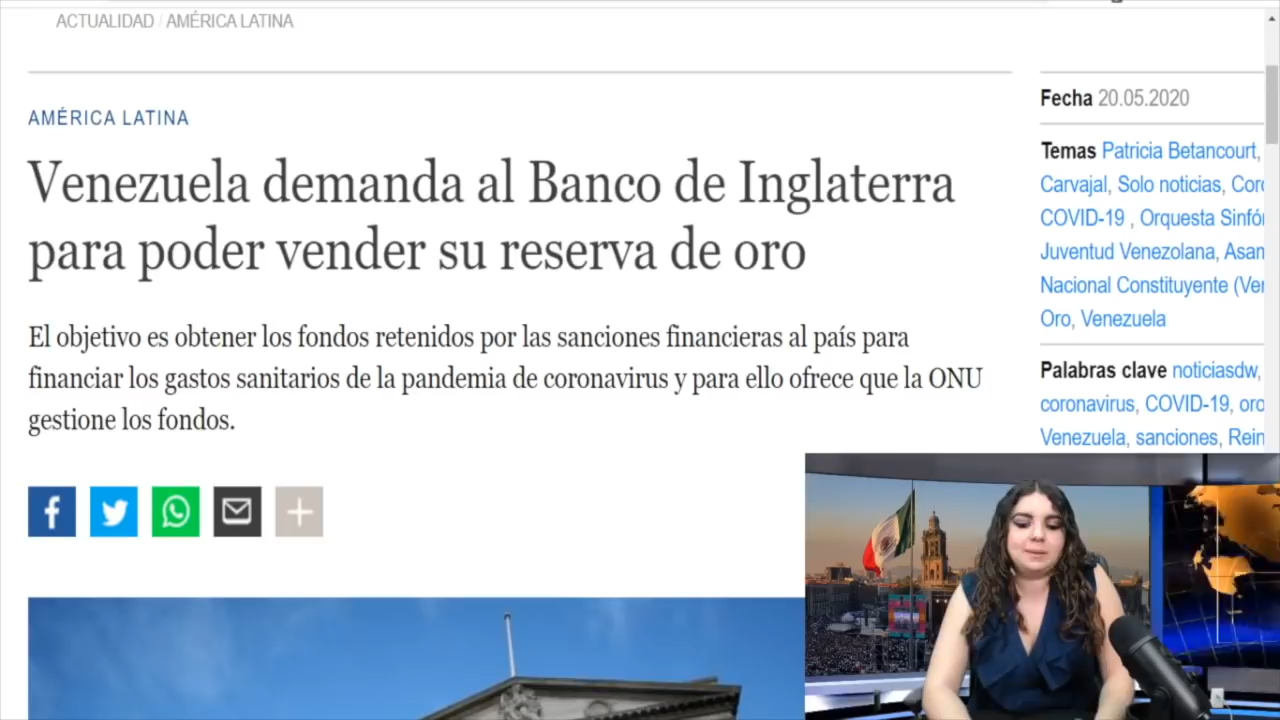 ACTUALIDAD / AMÉRICA LATINA
AMÉRICA LATINA
Venezuela demanda al Banco de Inglaterra
para poder vender su reserva de oro
El objetivo es obtener los fondos retenidos por las sanciones financieras al país para
financiar los gastos sanitarios de la pandemia de coronavirus y para ello ofrece que la ONU
gestione los fondos.
Fecha 20.05.2020
Temas Patricia Betancourt,
Carvajal, Solo noticias,
COVID-19 , Orquesta
Juventud Venezolana,
Nacional Constituyente
Oro, Venezuela
Palabras clave noticiasdw,
coronavirus, COVID-19, oro
Venezuela, sanciones,